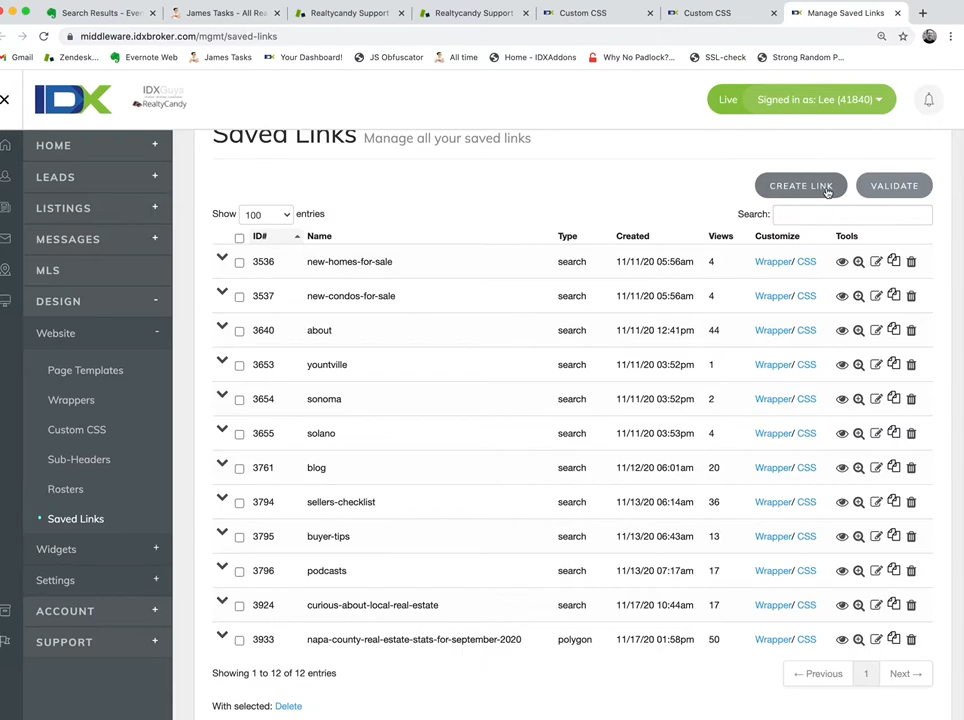 Search Results – Ever
James Tasks – All Rea
Realtycandy Support
Realtycandy Support
Custom CSS
Custom CSS
Manage Saved Links
middleware.idxbroker.com/mgmt/saved-links
Gmail Zendesk... Evernote Web James Tasks Your Dashboard! JS Obfuscator All time Home - IDXAddons Why No Padlock?... SSL-check Strong Random P...
IDX
IDXGuys
RealtyCandy
Live Signed in as: Lee (41840)
HOME +
LEADS +
LISTINGS +
MESSAGES +
MLS
DESIGN -
Website -
Page Templates
Wrappers
Custom CSS
Sub-Headers
Rosters
Saved Links
Widgets +
Settings +
ACCOUNT +
SUPPORT +
Saved Links Manage all your saved links
CREATE LINK VALIDATE
Show 100 entries Search:
ID# Name Type Created Views Customize Tools
3536 new-homes-for-sale search 11/11/20 05:56am 4 Wrapper/ CSS
3537 new-condos-for-sale search 11/11/20 05:56am 4 Wrapper/ CSS
3640 about search 11/11/20 12:41pm 44 Wrapper/ CSS
3653 yountville search 11/11/20 03:52pm 1 Wrapper/ CSS
3654 sonoma search 11/11/20 03:52pm 2 Wrapper/ CSS
3655 solano search 11/11/20 03:53pm 4 Wrapper/ CSS
3761 blog search 11/12/20 06:01am 20 Wrapper/ CSS
3794 sellers-checklist search 11/13/20 06:14am 36 Wrapper/ CSS
3795 buyer-tips search 11/13/20 06:43am 13 Wrapper/ CSS
3796 podcasts search 11/13/20 07:17am 17 Wrapper/ CSS
3924 curious-about-local-real-estate search 11/17/20 10:44am 17 Wrapper/ CSS
3933 napa-county-real-estate-stats-for-september-2020 polygon 11/17/20 01:58pm 50 Wrapper/ CSS
Showing 1 to 12 of 12 entries
← Previous 1 Next →
With selected: Delete